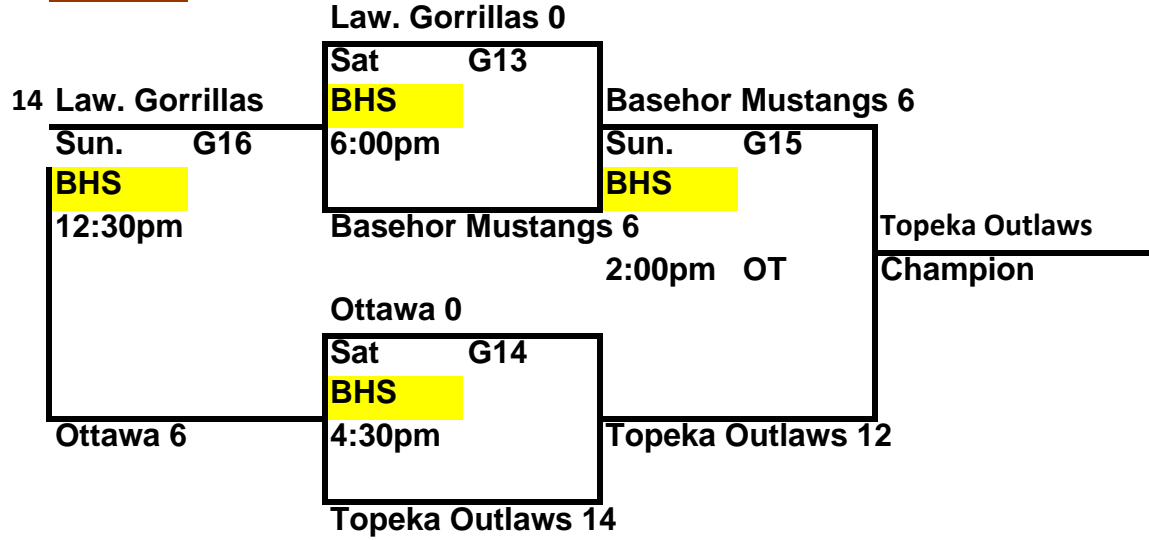 Law. Gorrillas 0
Sat G13
14 Law. Gorrillas BHS Basehor Mustangs 6
Sun. G16 6:00pm Sun. G15
BHS BHS
12:30pm Basehor Mustangs 6 Topeka Outlaws
2:00pm OT Champion
Ottawa 0
Sat G14
BHS
Ottawa 6 4:30pm Topeka Outlaws 12
Topeka Outlaws 14